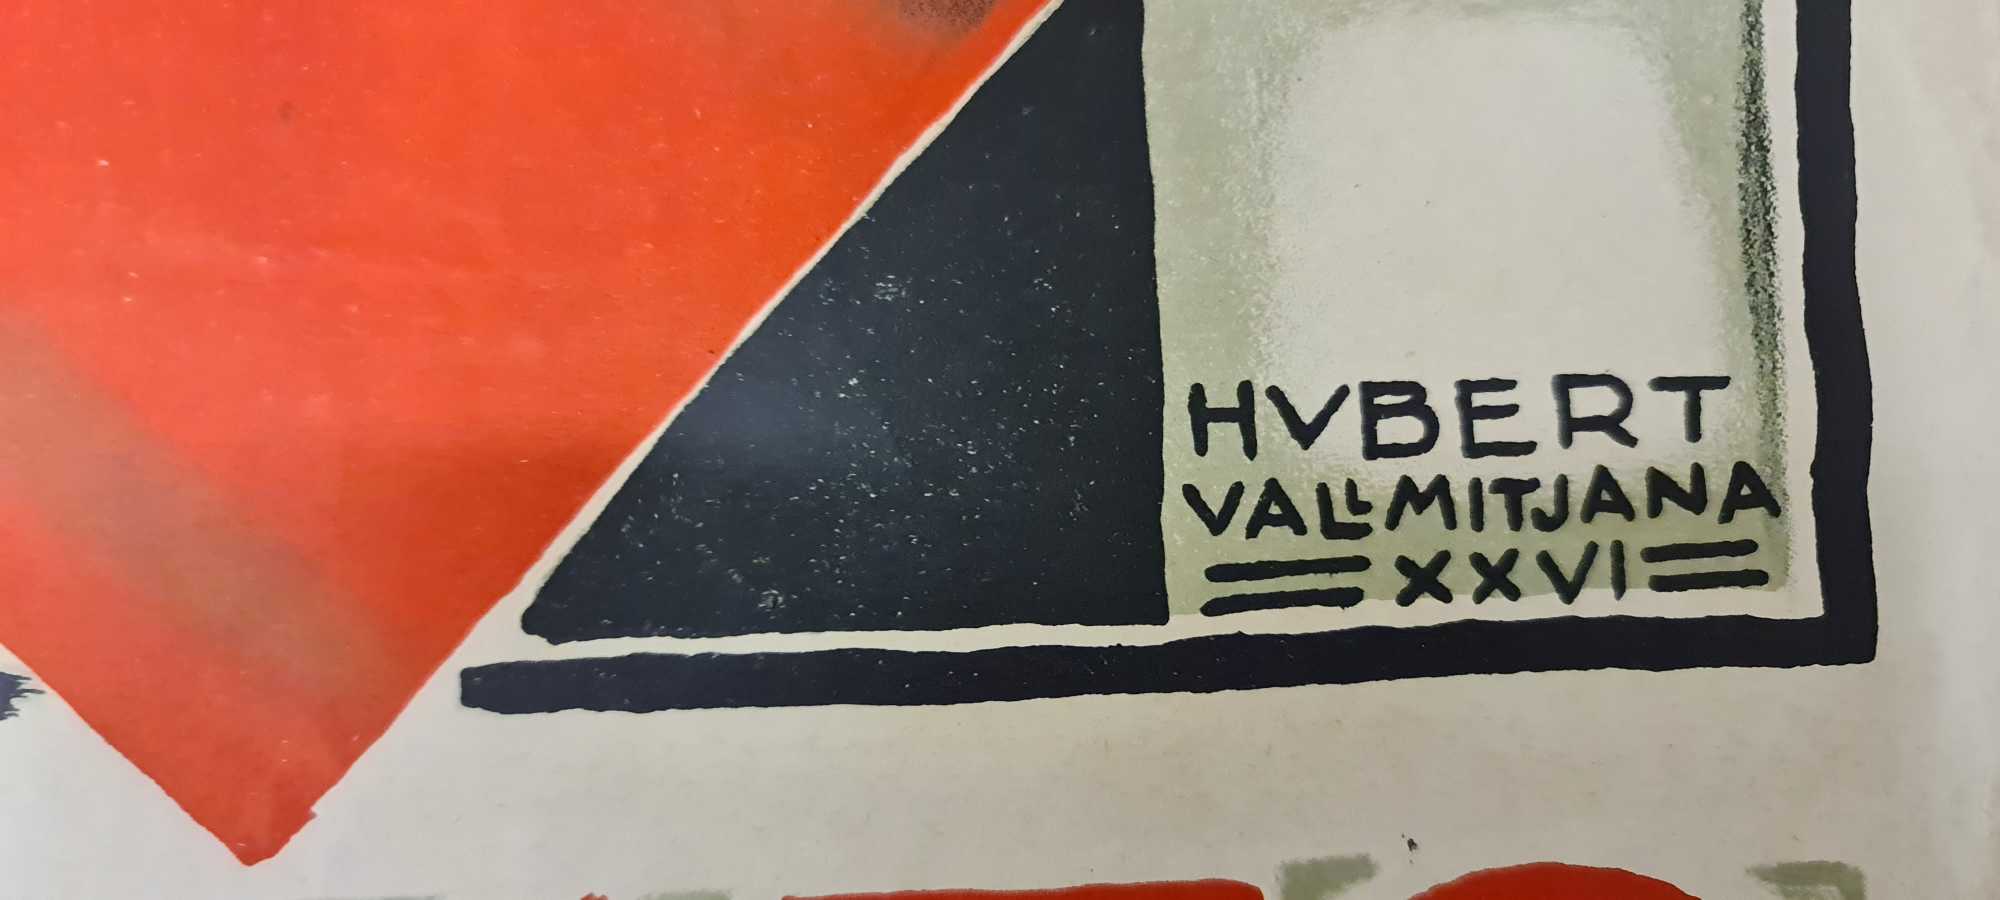 HVBERT
VALLMITJANA
= XXVI =